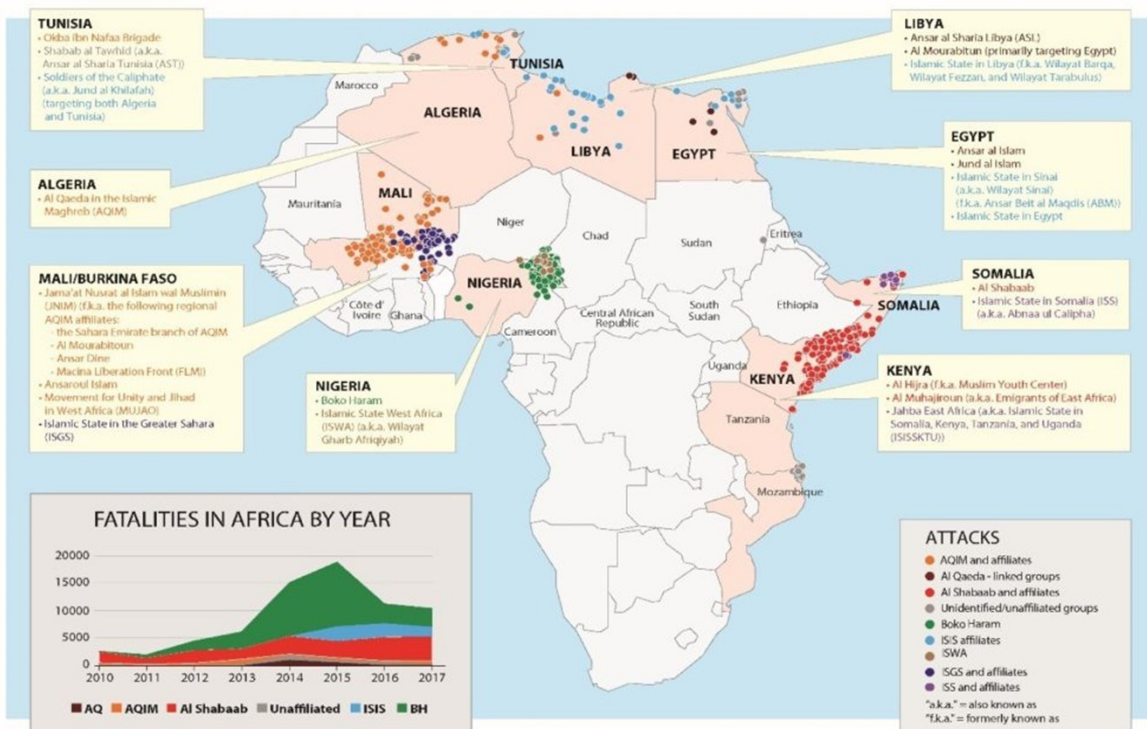 TUNISIA
• Okba Ibn Nafaa Brigade
• Shabab al Tawhid (a.k.a.
Ansar al Sharia Tunisia (AST))
• Soldiers of the Caliphate
(a.k.a. Jund al Khilafah)
(targeting both Algeria
and Tunisia)
ALGERIA
• Al Qaeda in the Islamic
Maghreb (AQIM)
MALI/BURKINA FASO
• Jama'at Nusrat al Islam wal Muslimin
(JNIM) (f.k.a. the following regional
AQIM affiliates:
- the Sahara Emirate branch of AQIM
- Al Mourabitoun
- Ansar Dine
- Macina Liberation Front (FLM))
• Ansaroul Islam
• Movement for Unity and Jihad
in West Africa (MUJAO)
• Islamic State in the Greater Sahara
(ISGS)
NIGERIA
• Boko Haram
• Islamic State West Africa
(ISWA) (a.k.a. Wilayat
Gharb Afriqiyah)
LIBYA
• Ansar al Sharia Libya (ASL)
• Al Mourabitun (primarily targeting Egypt)
• Islamic State in Libya (f.k.a. Wilayat Barqa,
Wilayat Fezzan, and Wilayat Tarabulus)
EGYPT
• Ansar al Islam
• Jund al Islam
• Islamic State in Sinai
(a.k.a. Wilayat Sinai)
(f.k.a. Ansar Beit al Maqdis (ABM))
• Islamic State in Egypt
SOMALIA
• Al Shabaab
• Islamic State in Somalia (ISS)
(a.k.a. Abnaa ul Calipha)
KENYA
• Al Hijra (f.k.a. Muslim Youth Center)
• Al Muhajiroun (a.k.a. Emigrants of East Africa)
• Jahba East Africa (a.k.a. Islamic State in
Somalia, Kenya, Tanzania, and Uganda
(ISISSKTU))
Morocco
TUNISIA
ALGERIA
LIBYA
EGYPT
Mauritania
MALI
Niger
Chad
Sudan
Eritrea
NIGERIA
Côte d'
Ivoire
Ghana
Cameroon
Central African
Republic
South
Sudan
Ethiopia
SOMALIA
Uganda
KENYA
Tanzania
Mozambique
FATALITIES IN AFRICA BY YEAR
20000
15000
10000
5000
0
2010 2011 2012 2013 2014 2015 2016 2017
AQ AQIM Al Shabaab Unaffiliated ISIS BH
ATTACKS
AQIM and affiliates
Al Qaeda - linked groups
Al Shabaab and affiliates
Unidentified/unaffiliated groups
Boko Haram
ISIS affiliates
ISWA
ISGS and affiliates
ISS and affiliates
"a.k.a." = also known as
"f.k.a." = formerly known as